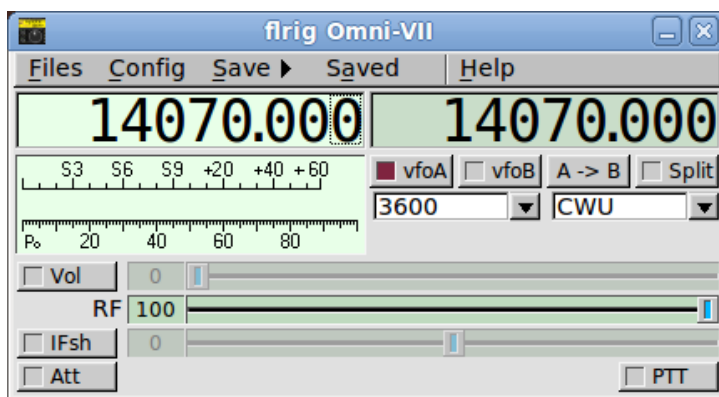 flrig Omni-VII
Files Config Save Saved Help
14070.000 14070.000
S3 S6 S9 +20 +40 +60
vfoA vfoB A -> B Split
3600 CWU
Po 20 40 60 80
Vol 0
RF 100
IFsh 0
Att PTT